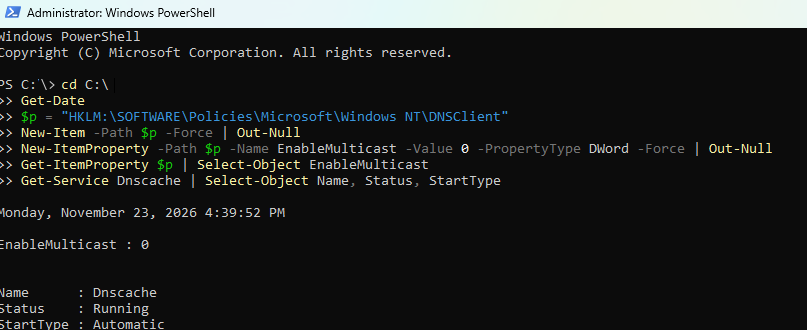 Administrator: Windows PowerShell
Windows PowerShell
Copyright (C) Microsoft Corporation. All rights reserved.
PS C:\> cd C:\
>> Get-Date
>> $p = "HKLM:\SOFTWARE\Policies\Microsoft\Windows NT\DNSClient"
>> New-Item -Path $p -Force | Out-Null
>> New-ItemProperty -Path $p -Name EnableMulticast -Value 0 -PropertyType DWord -Force | Out-Null
>> Get-ItemProperty $p | Select-Object EnableMulticast
>> Get-Service Dnscache | Select-Object Name, Status, StartType
Monday, November 23, 2026 4:39:52 PM
EnableMulticast : 0
Name      : Dnscache
Status    : Running
StartType : Automatic